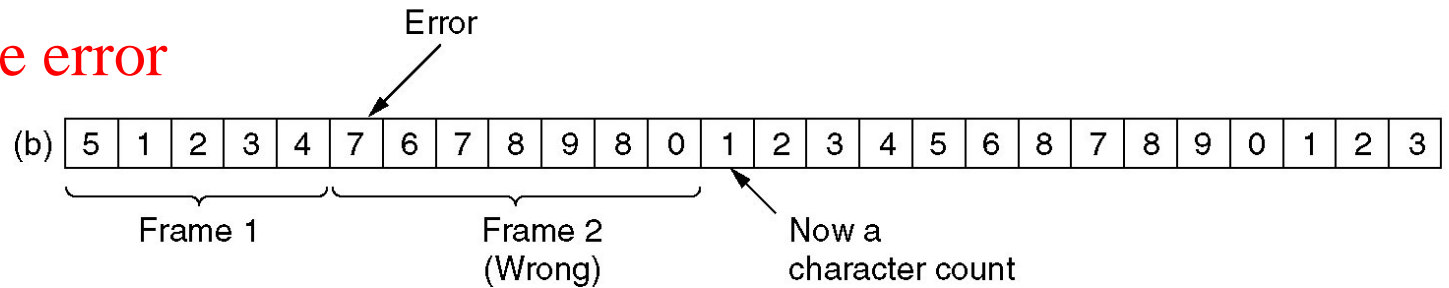 Error
e error
(b) 5 1 2 3 4 7 6 7 8 9 8 0 1 2 3 4 5 6 8 7 8 9 0 1 2 3
Frame 1
Frame 2
(Wrong)
Now a
character count